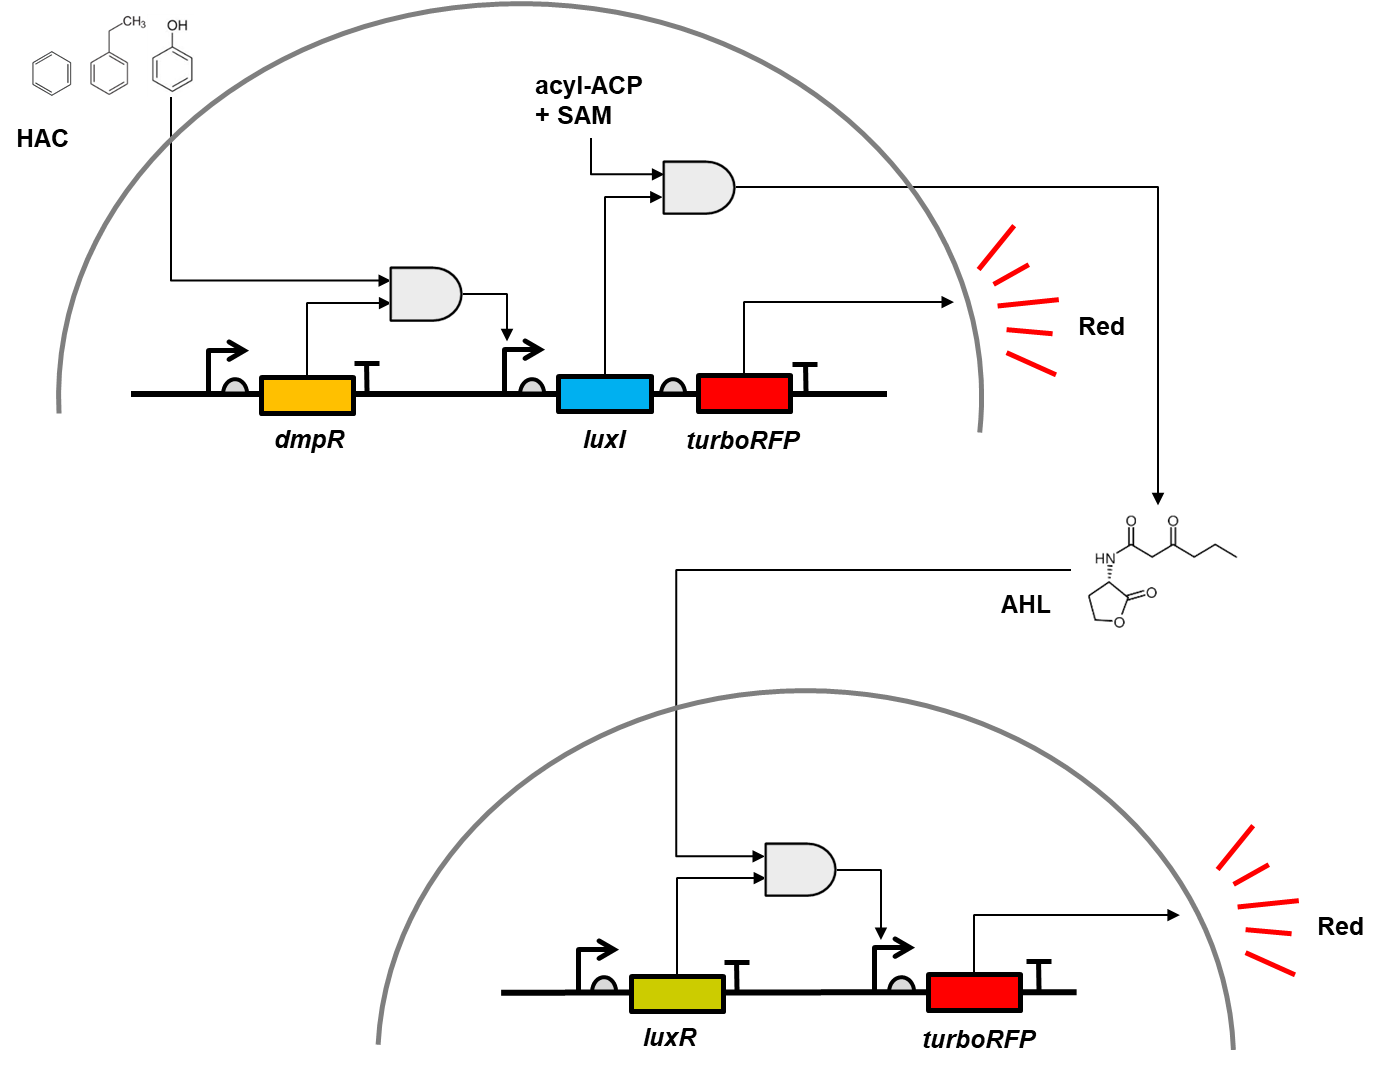 CH₃
OH
HAC
acyl-ACP
+ SAM
Red
dmpR
luxI
turboRFP
O
O
HN
O
O
AHL
Red
luxR
turboRFP